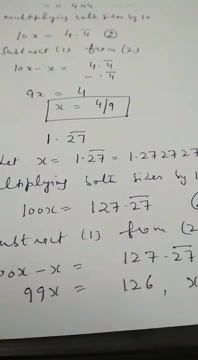 = 0.444
Multiplying both sides by 10
10x = 4.4̅ (2)
Subtract (1) from (2)
10x - x = 4.4̅
- .4̅
9x = 4
x = 4/9
1.2̅7̅
Let x = 1.2̅7̅ = 1.272727
Multiplying both sides by 1
100x = 127.2̅7̅
Subtract (1) from (2
100x - x = 127.2̅7̅
99x = 126, x